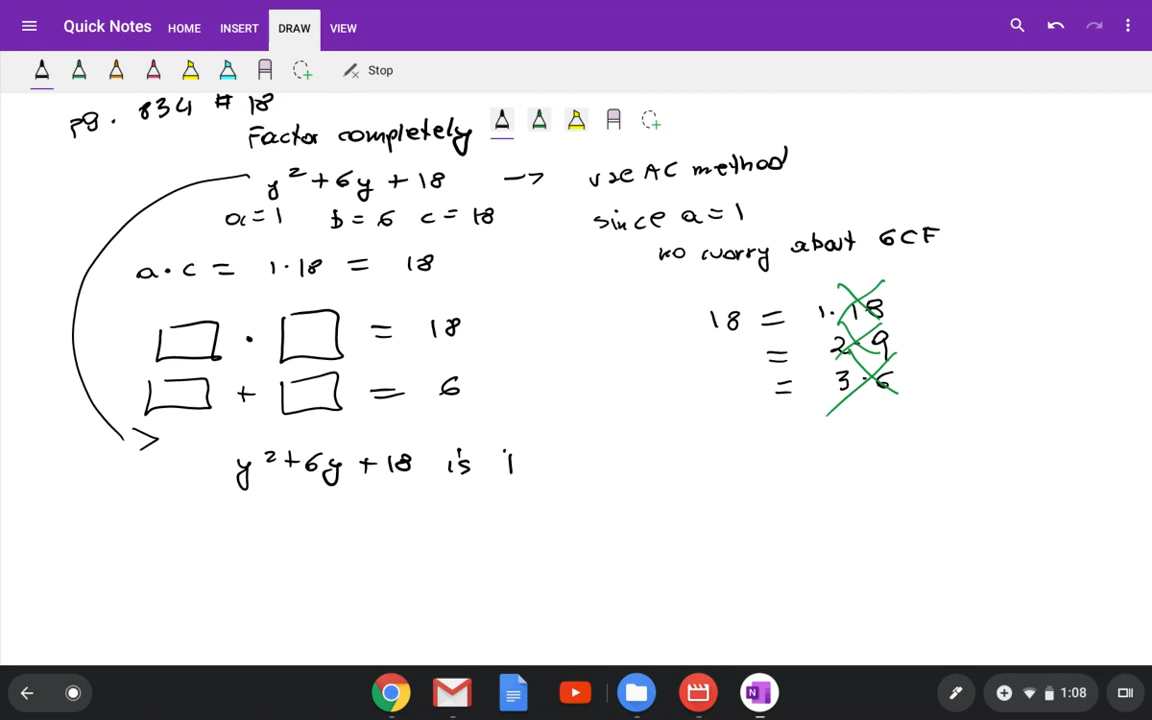 Quick Notes HOME INSERT DRAW VIEW
Stop
pg. 834 # 18
Factor completely
y² + 6y + 18 -> use AC method
a = 1 b = 6 c = 18 since a = 1
no worry about GCF
a · c = 1 · 18 = 18
18 = 1 · 18
□ · □ = 18
= 2 · 9
= 3 · 6
□ + □ = 6
y² + 6y + 18 is i
1:08